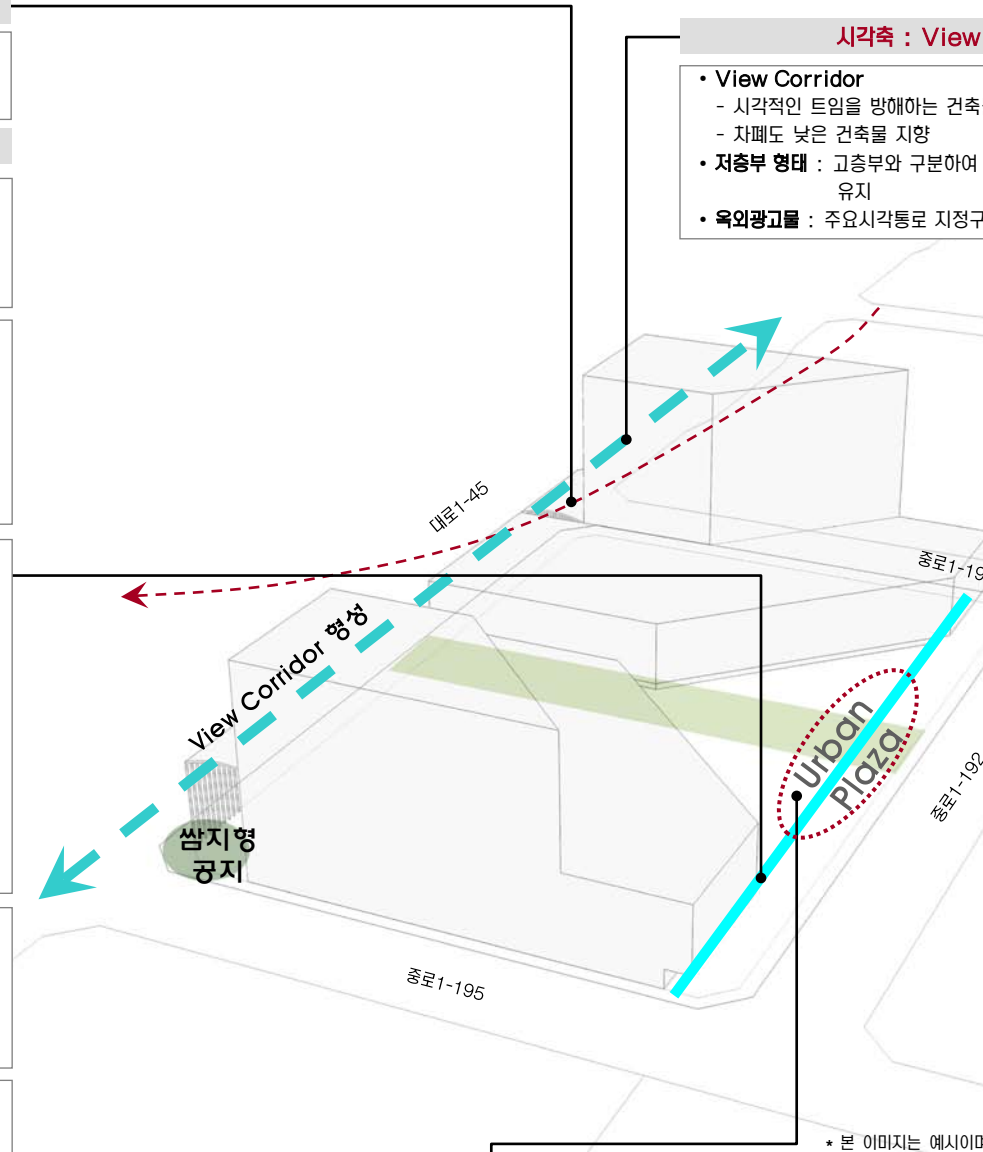 시각축 : View
• View Corridor
- 시각적인 트임을 방해하는 건축
- 차폐도 낮은 건축물 지향
• 저층부 형태 : 고층부와 구분하여
유지
• 옥외광고물 : 주요시각통로 지정구
대로1-45
중로1-19
View Corridor 형성
Urban
Plaza
중로1-192
쌈지형
공지
중로1-195
* 본 이미지는 예시이며